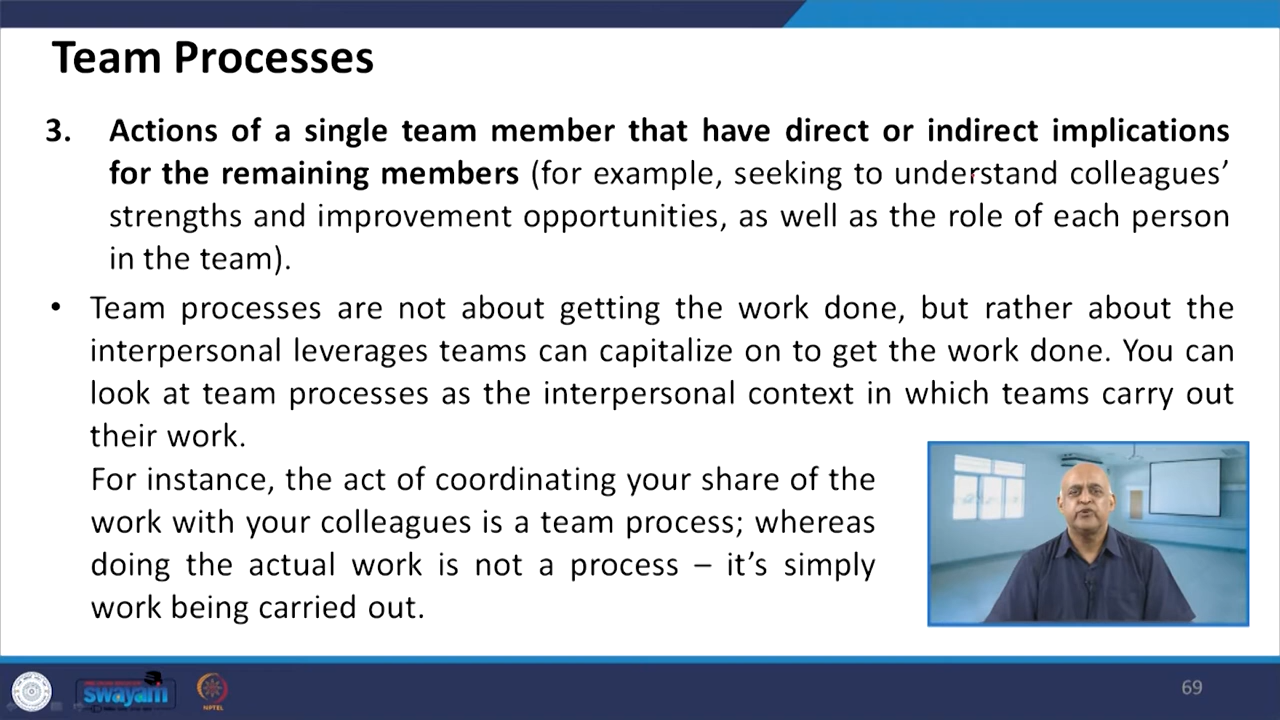 Team Processes
3. Actions of a single team member that have direct or indirect implications
for the remaining members (for example, seeking to understand colleagues’
strengths and improvement opportunities, as well as the role of each person
in the team).
• Team processes are not about getting the work done, but rather about the
interpersonal leverages teams can capitalize on to get the work done. You can
look at team processes as the interpersonal context in which teams carry out
their work.
For instance, the act of coordinating your share of the
work with your colleagues is a team process; whereas
doing the actual work is not a process – it’s simply
work being carried out.
swayam
NPTEL
69